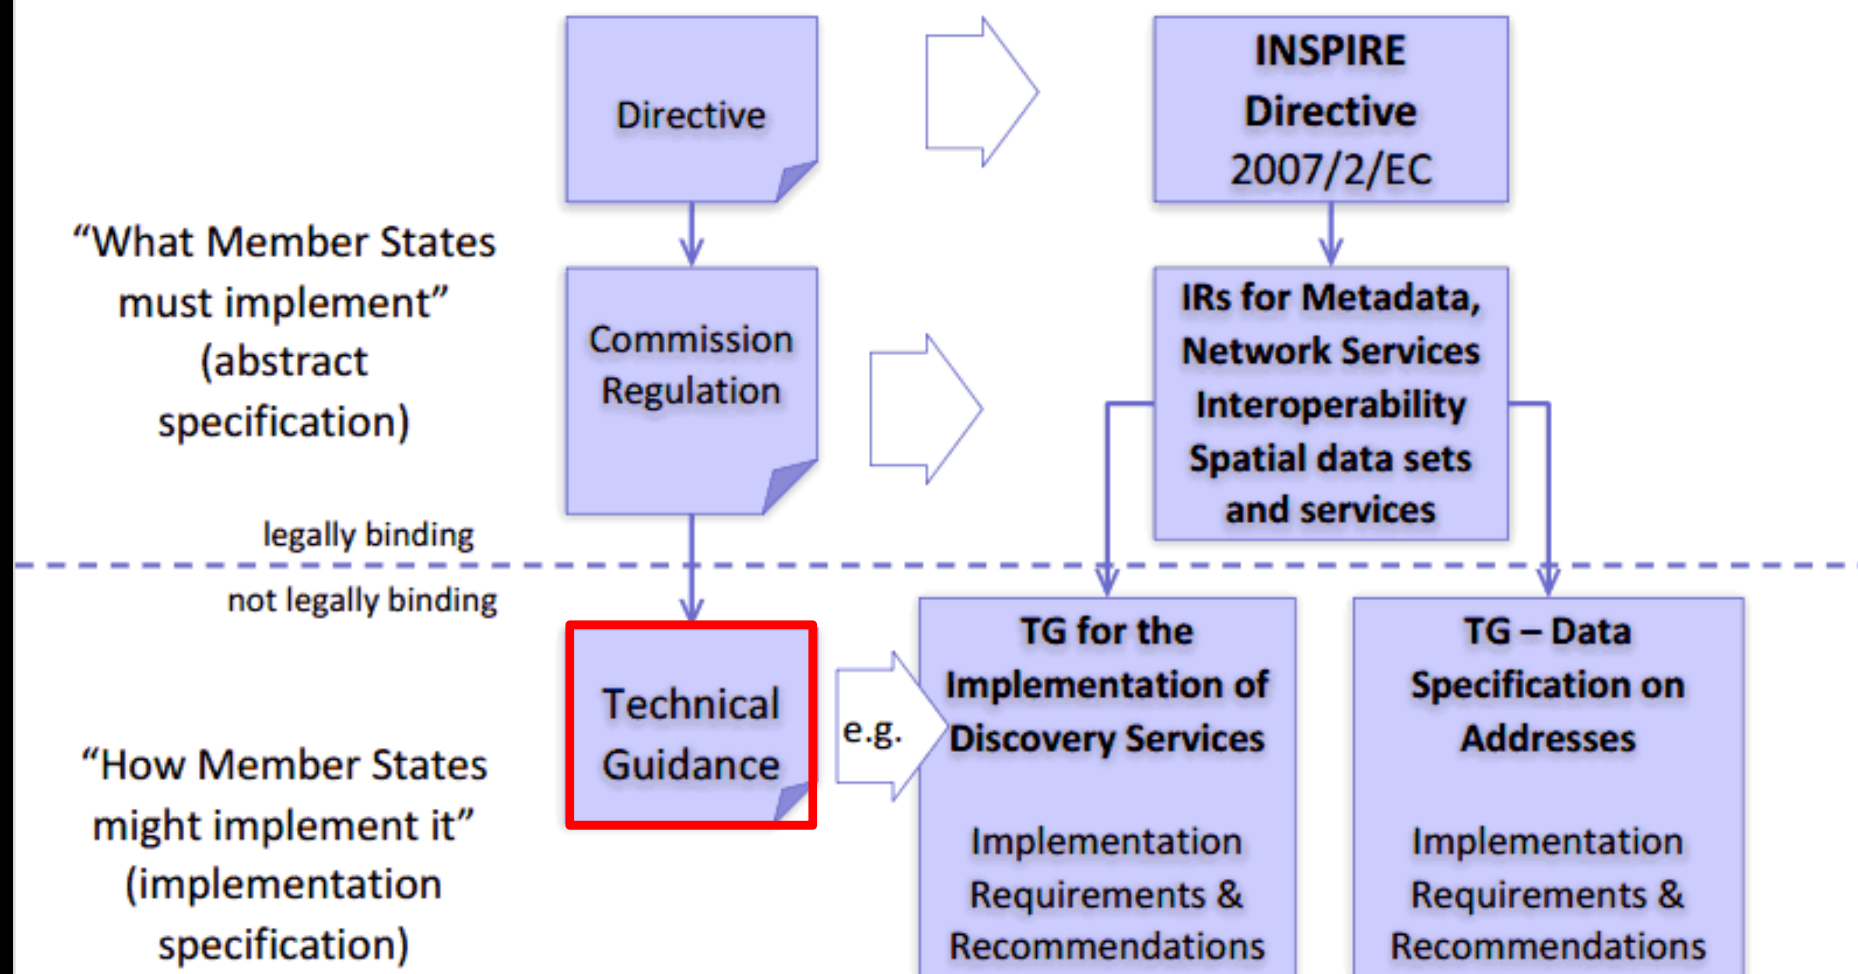 Directive
INSPIRE
Directive
2007/2/EC
“What Member States
must implement”
(abstract
specification)
Commission
Regulation
IRs for Metadata,
Network Services
Interoperability
Spatial data sets
and services
legally binding
not legally binding
Technical
Guidance
e.g.
TG for the
Implementation of
Discovery Services
Implementation
Requirements &
Recommendations
TG – Data
Specification on
Addresses
Implementation
Requirements &
Recommendations
“How Member States
might implement it”
(implementation
specification)